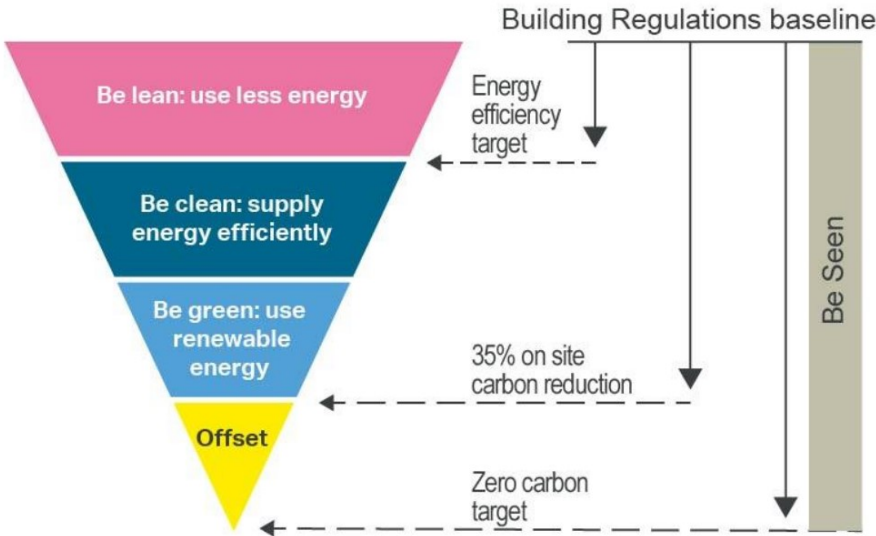 Building Regulations baseline
Be lean: use less energy
Energy
efficiency
target
Be clean: supply
energy efficiently
Be green: use
renewable
energy
35% on site
carbon reduction
Offset
Zero carbon
target
Be Seen